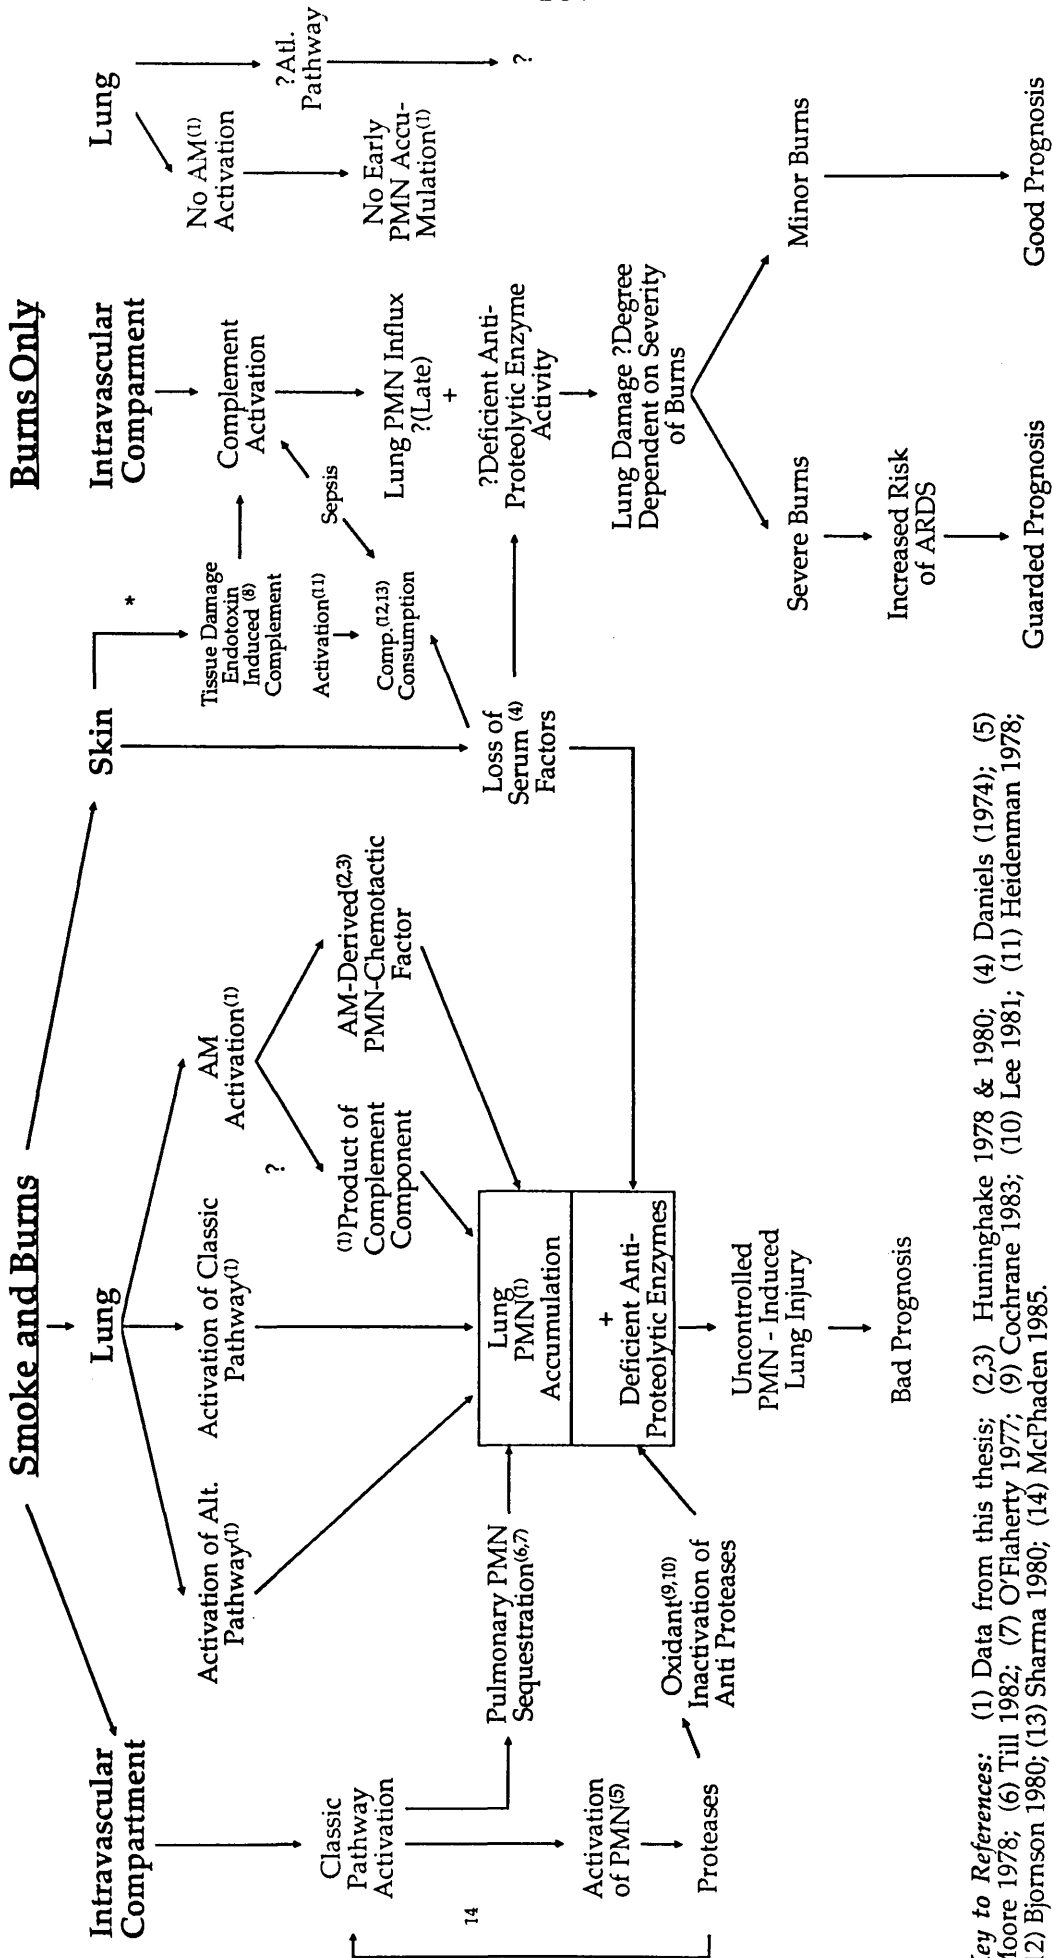 Smoke and Burns
Burns Only
Intravascular
Compartment
Lung
Skin
Intravascular
Comparment
Lung
Classic
Pathway
Activation
14
Activation
of PMN(5)
Proteases
Pulmonary PMN
Sequestration(6,7)
Oxidant(9,10)
Inactivation of
Anti Proteases
Activation of Alt.
Pathway(1)
Activation of Classic
Pathway(1)
AM
Activation(1)
?
(1)Product of
Complement
Component
AM-Derived(2,3)
PMN-Chemotactic
Factor
Lung
PMN(1)
Accumulation
+
Deficient Anti-
Proteolytic Enzymes
Uncontrolled
PMN - Induced
Lung Injury
Bad Prognosis
*
Tissue Damage
Endotoxin
Induced (8)
Complement
Activation(11)
Comp.(12,13)
Consumption
Sepsis
Loss of
Serum (4)
Factors
Complement
Activation
Lung PMN Influx
?(Late)
+
?Deficient Anti-
Proteolytic Enzyme
Activity
Lung Damage ?Degree
Dependent on Severity
of Burns
Severe Burns
Increased Risk
of ARDS
Guarded Prognosis
Minor Burns
Good Prognosis
No AM(1)
Activation
No Early
PMN Accu-
Mulation(1)
?Atl.
Pathway
?
ey to References: (1) Data from this thesis; (2,3) Huninghake 1978 & 1980; (4) Daniels (1974); (5)
oore 1978; (6) Till 1982; (7) O'Flaherty 1977; (9) Cochrane 1983; (10) Lee 1981; (11) Heidenman 1978;
2) Bjornson 1980; (13) Sharma 1980; (14) McPhaden 1985.